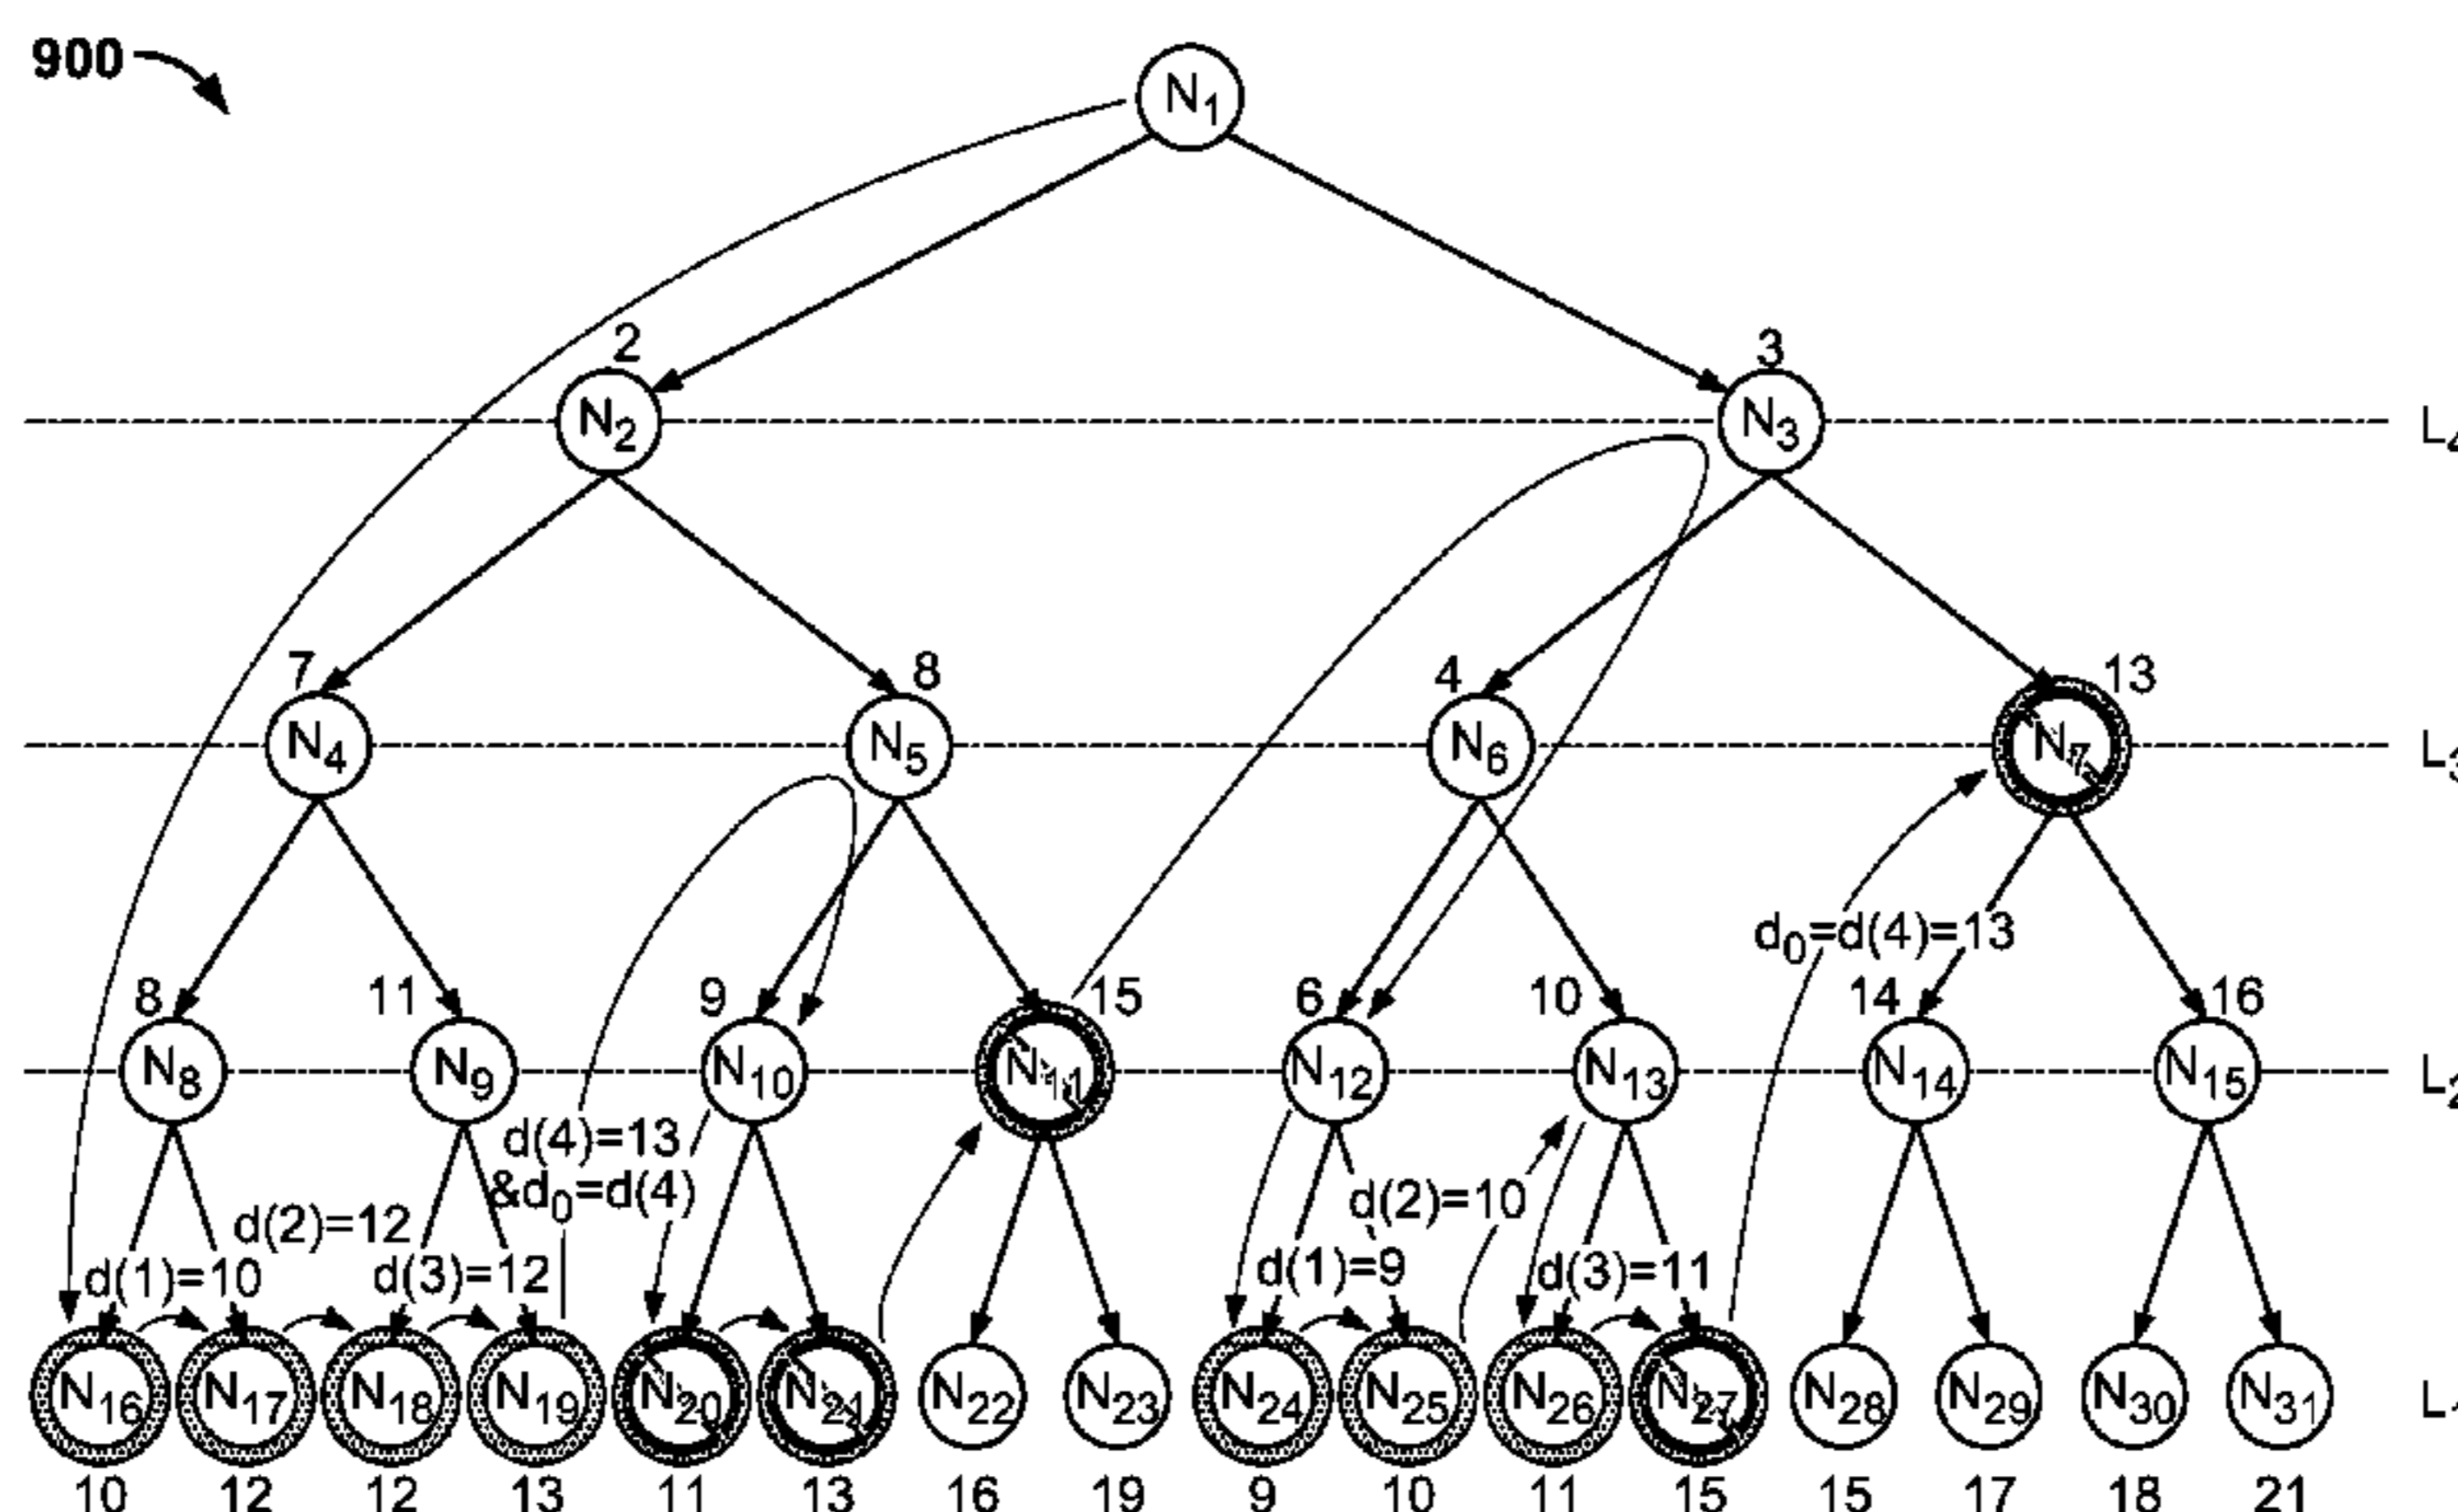 900
N1
2
3
N2
N3
L4
7
8
4
13
N4
N5
N6
N7
L3
d0=d(4)=13
8
11
9
15
6
10
14
16
N8
N9
N10
N11
N12
N13
N14
N15
L2
d(4)=13
&d0=d(4)
d(2)=10
d(2)=12
d(1)=10
d(3)=12
d(1)=9
d(3)=11
N16 N17 N18 N19 N20 N21 N22 N23 N24 N25 N26 N27 N28 N29 N30 N31
L1
10 12 12 13 11 13 16 19 9 10 11 15 15 17 18 21